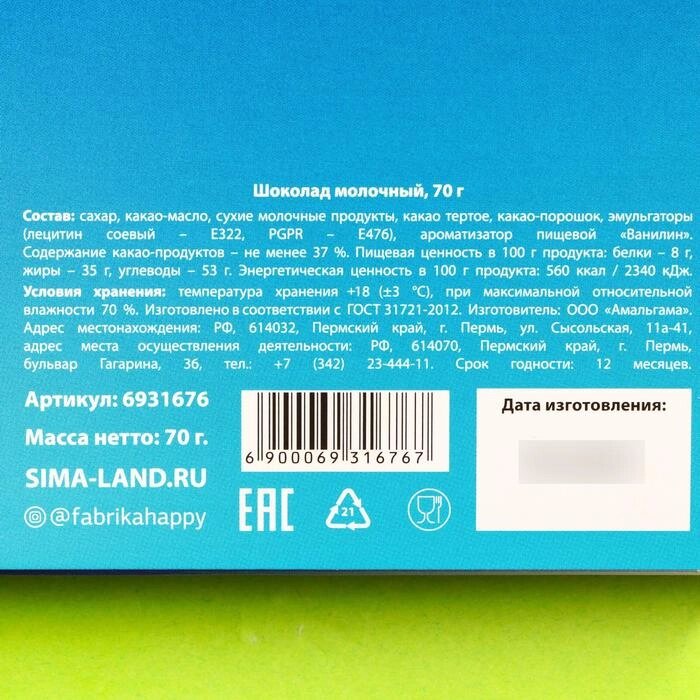 Шоколад молочный, 70 г
Состав: сахар, какао-масло, сухие молочные продукты, какао тертое, какао-порошок, эмульгаторы
(лецитин соевый – Е322, PGPR – Е476), ароматизатор пищевой «Ванилин».
Содержание какао-продуктов – не менее 37 %. Пищевая ценность в 100 г продукта: белки – 8 г,
жиры – 35 г, углеводы – 53 г. Энергетическая ценность в 100 г продукта: 560 ккал / 2340 кДж.
Условия хранения: температура хранения +18 (±3 °С), при максимальной относительной
влажности 70 %. Изготовлено в соответствии с ГОСТ 31721-2012. Изготовитель: ООО «Амальгама».
Адрес местонахождения: РФ, 614032, Пермский край, г. Пермь, ул. Сысольская, 11а-41,
адрес места осуществления деятельности: РФ, 614070, Пермский край, г. Пермь,
бульвар Гагарина, 36, тел.: +7 (342) 23-444-11. Срок годности: 12 месяцев.
Артикул: 6931676
Масса нетто: 70 г.
SIMA-LAND.RU
@fabrikahappy
6 900069 316767
EAC
21
Дата изготовления: